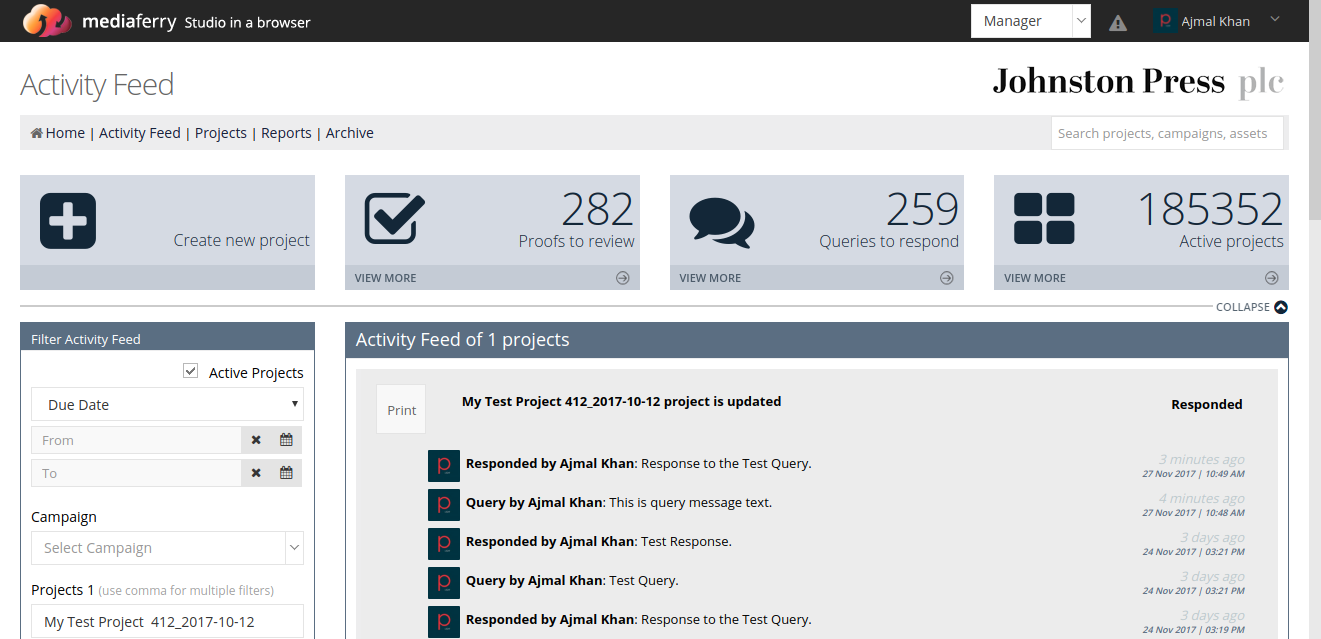 mediaferry Studio in a browser
Manager
Ajmal Khan
Activity Feed
Johnston Press plc
Home | Activity Feed | Projects | Reports | Archive
Search projects, campaigns, assets
Create new project
282
Proofs to review
VIEW MORE
259
Queries to respond
VIEW MORE
185352
Active projects
VIEW MORE
COLLAPSE
Filter Activity Feed
Active Projects
Due Date
From
To
Campaign
Select Campaign
Projects 1 (use comma for multiple filters)
My Test Project 412_2017-10-12
Activity Feed of 1 projects
Print
My Test Project 412_2017-10-12 project is updated
Responded
Responded by Ajmal Khan: Response to the Test Query.
3 minutes ago
27 Nov 2017 | 10:49 AM
Query by Ajmal Khan: This is query message text.
4 minutes ago
27 Nov 2017 | 10:48 AM
Responded by Ajmal Khan: Test Response.
3 days ago
24 Nov 2017 | 03:21 PM
Query by Ajmal Khan: Test Query.
3 days ago
24 Nov 2017 | 03:21 PM
Responded by Ajmal Khan: Response to the Test Query.
3 days ago
24 Nov 2017 | 03:19 PM